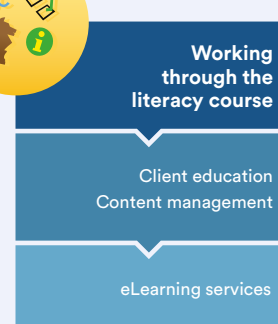 Working
through the
literacy course
Client education
Content management
eLearning services